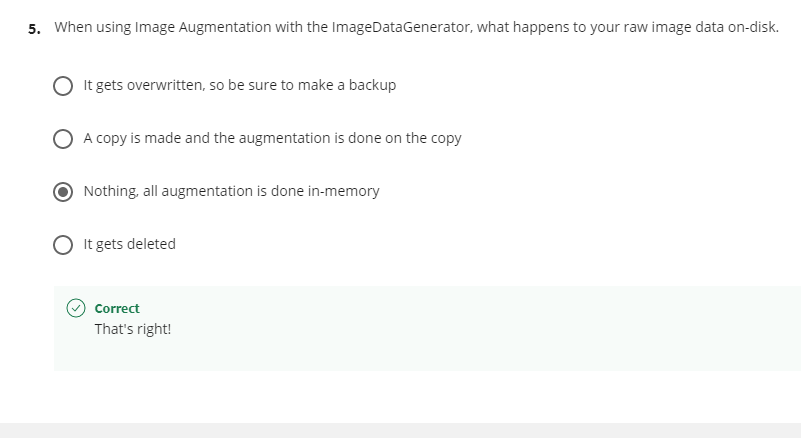 5. When using Image Augmentation with the ImageDataGenerator, what happens to your raw image data on-disk.
It gets overwritten, so be sure to make a backup
A copy is made and the augmentation is done on the copy
Nothing, all augmentation is done in-memory
It gets deleted
Correct
That's right!